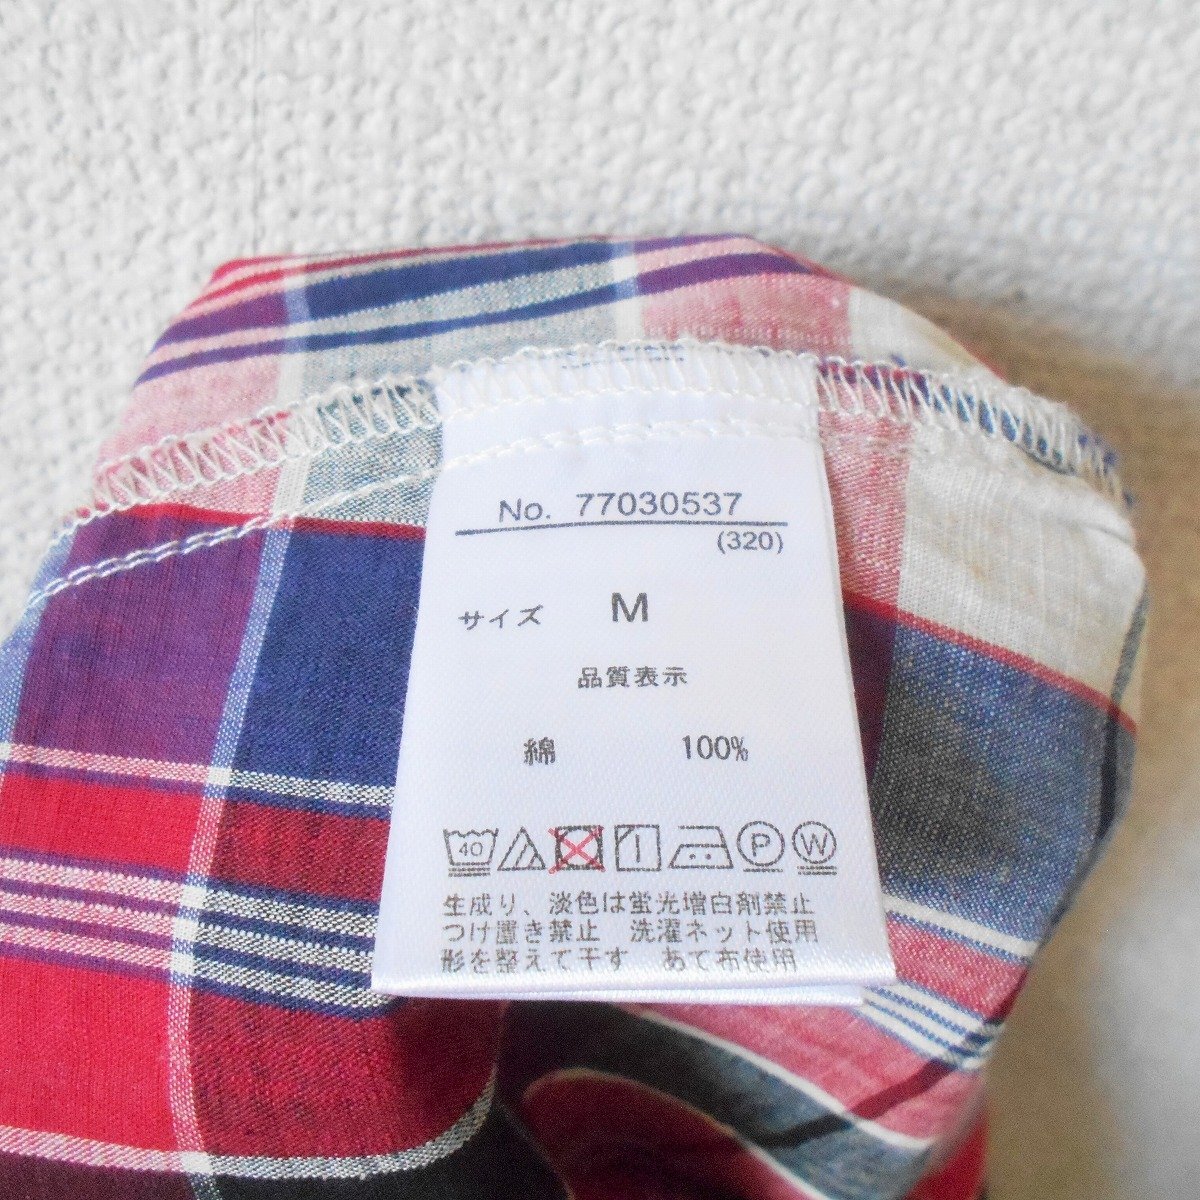 No. 77030537
(320)
サイズ M
品質表示
綿 100%
40 P W
生成り、淡色は蛍光増白剤禁止
つけ置き禁止 洗濯ネット使用
形を整えて干す あて布使用